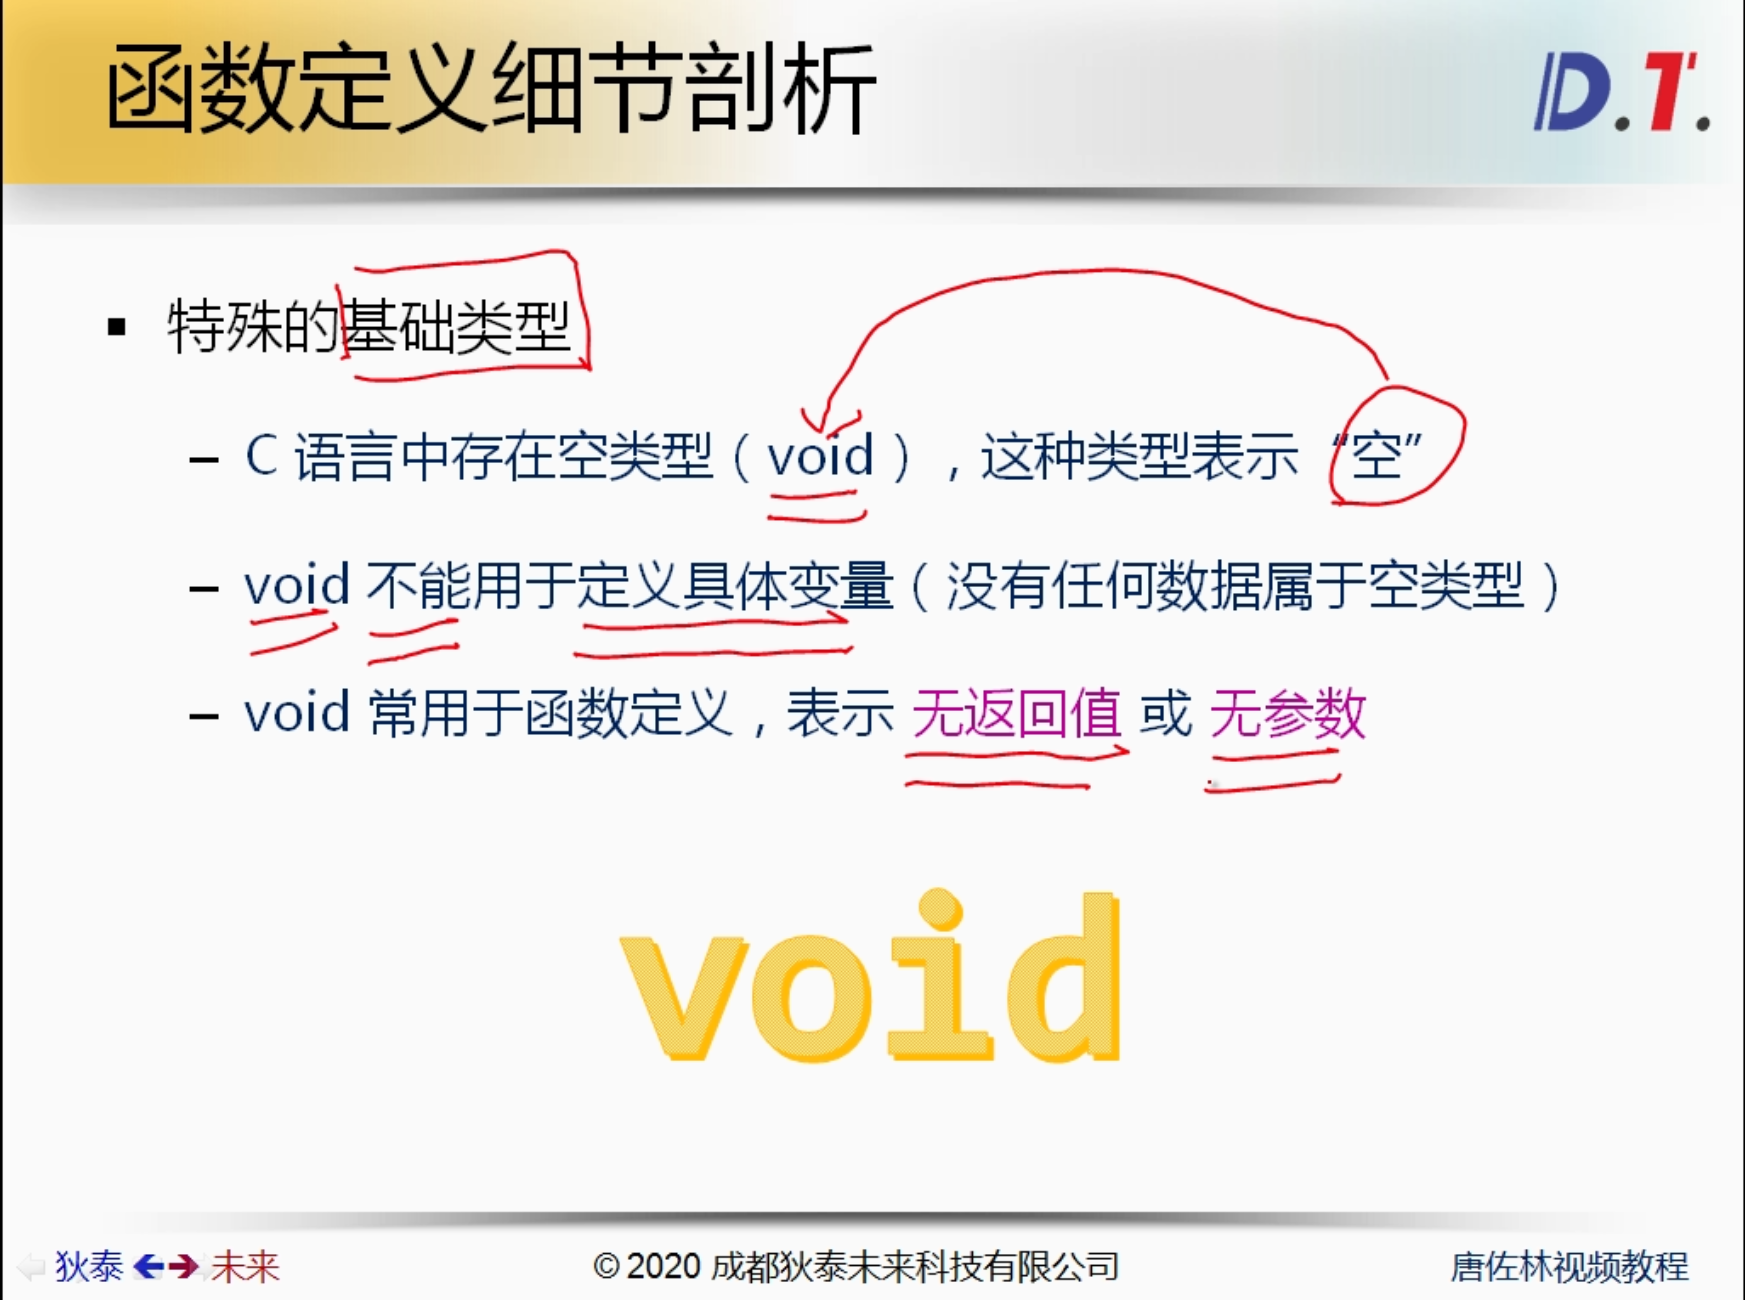 函数定义细节剖析
D.T.
▪ 特殊的基础类型
– C 语言中存在空类型（void），这种类型表示 “空”
– void 不能用于定义具体变量（没有任何数据属于空类型）
– void 常用于函数定义，表示 无返回值 或 无参数
void
狄泰 未来
© 2020 成都狄泰未来科技有限公司
唐佐林视频教程